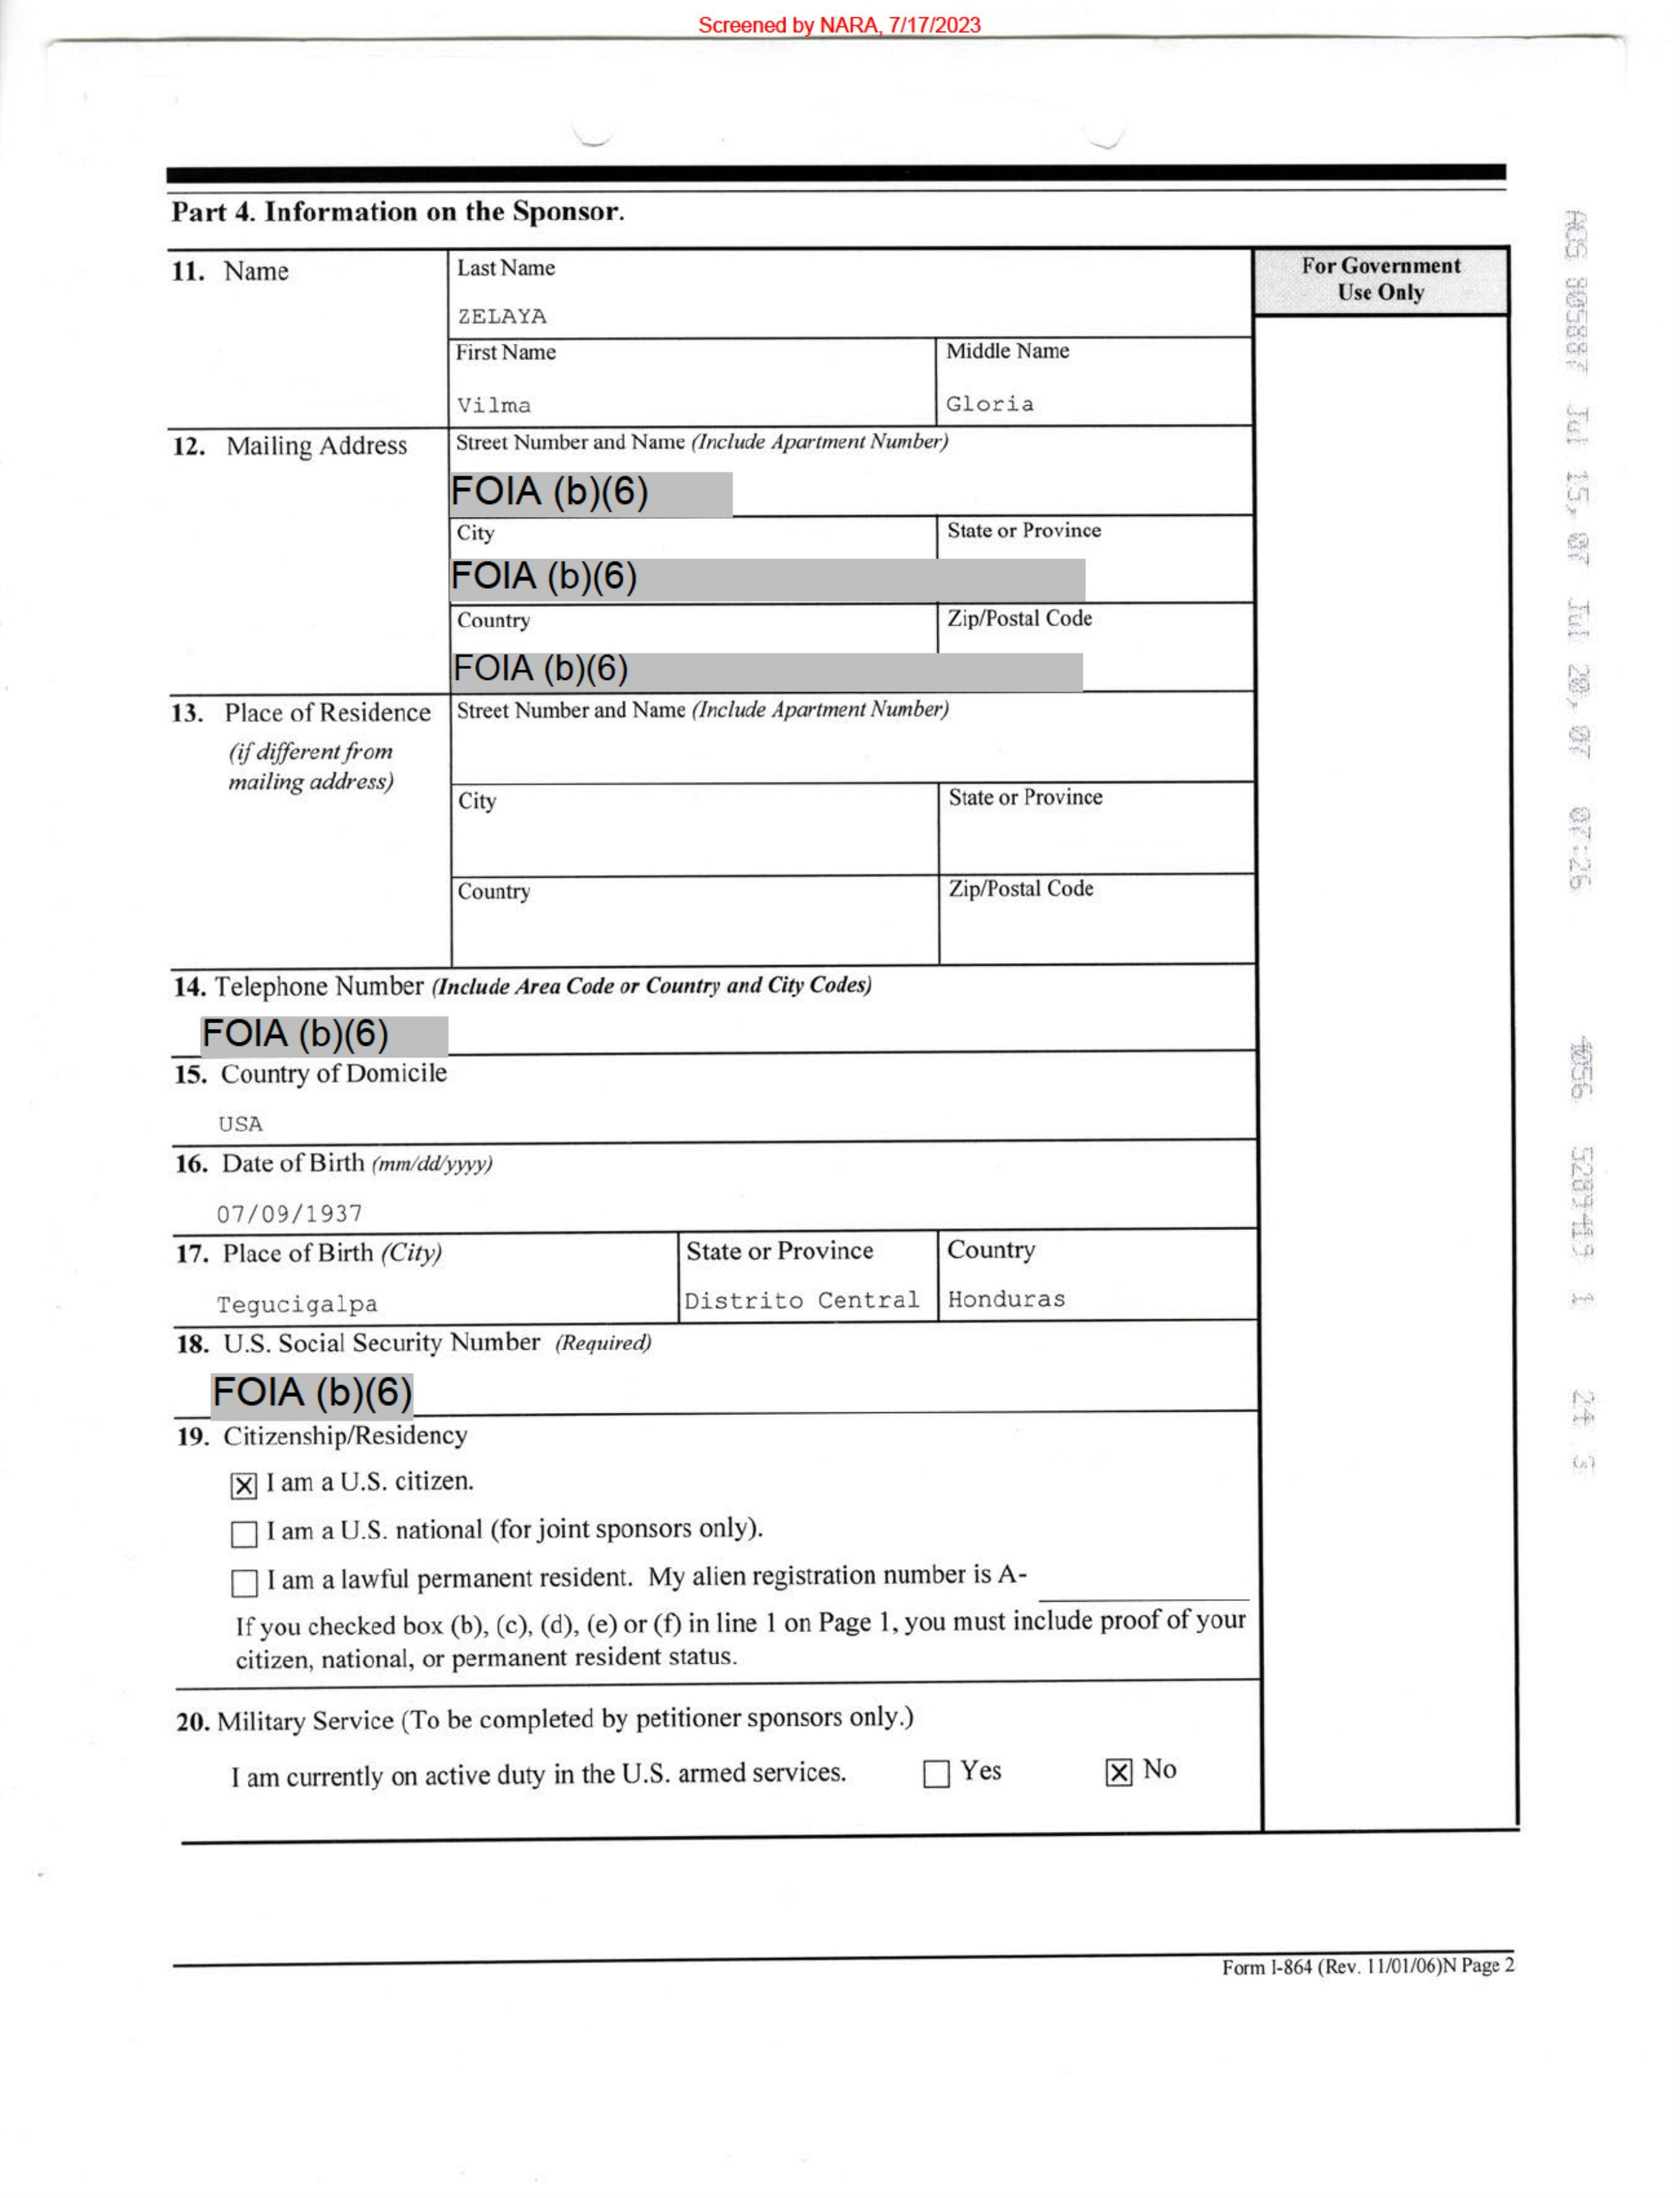 Screened by NARA, 7/17/2023
Part 4. Information on the Sponsor.
For Government
Use Only
11. Name
Last Name
ZELAYA
First Name
Middle Name
Vilma
Gloria
12. Mailing Address
Street Number and Name (Include Apartment Number)
FOIA (b)(6)
City
State or Province
FOIA (b)(6)
Country
Zip/Postal Code
FOIA (b)(6)
13. Place of Residence
(if different from
mailing address)
Street Number and Name (Include Apartment Number)
City
State or Province
Country
Zip/Postal Code
14. Telephone Number (Include Area Code or Country and City Codes)
FOIA (b)(6)
15. Country of Domicile
USA
16. Date of Birth (mm/dd/yyyy)
07/09/1937
17. Place of Birth (City)
State or Province
Country
Tegucigalpa
Distrito Central
Honduras
18. U.S. Social Security Number (Required)
FOIA (b)(6)
19. Citizenship/Residency
X I am a U.S. citizen.
I am a U.S. national (for joint sponsors only).
I am a lawful permanent resident. My alien registration number is A-
If you checked box (b), (c), (d), (e) or (f) in line 1 on Page 1, you must include proof of your
citizen, national, or permanent resident status.
20. Military Service (To be completed by petitioner sponsors only.)
I am currently on active duty in the U.S. armed services. Yes X No
Form I-864 (Rev. 11/01/06)N Page 2
Jul 15, 07 Jul 20, 07 07:26
24 3